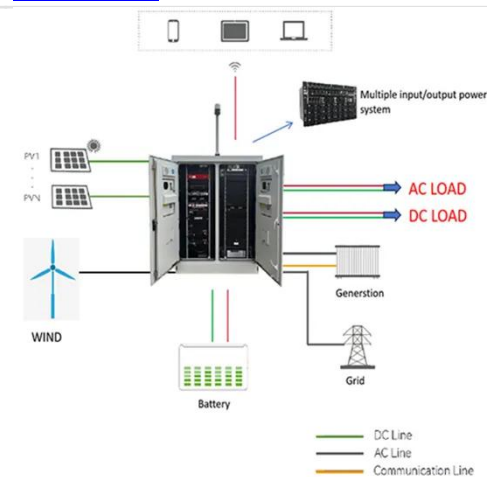 Multiple input/output power
system
PV1
PVN
AC LOAD
DC LOAD
WIND
Generstion
Grid
Battery
DC Line
AC Line
Communication Line